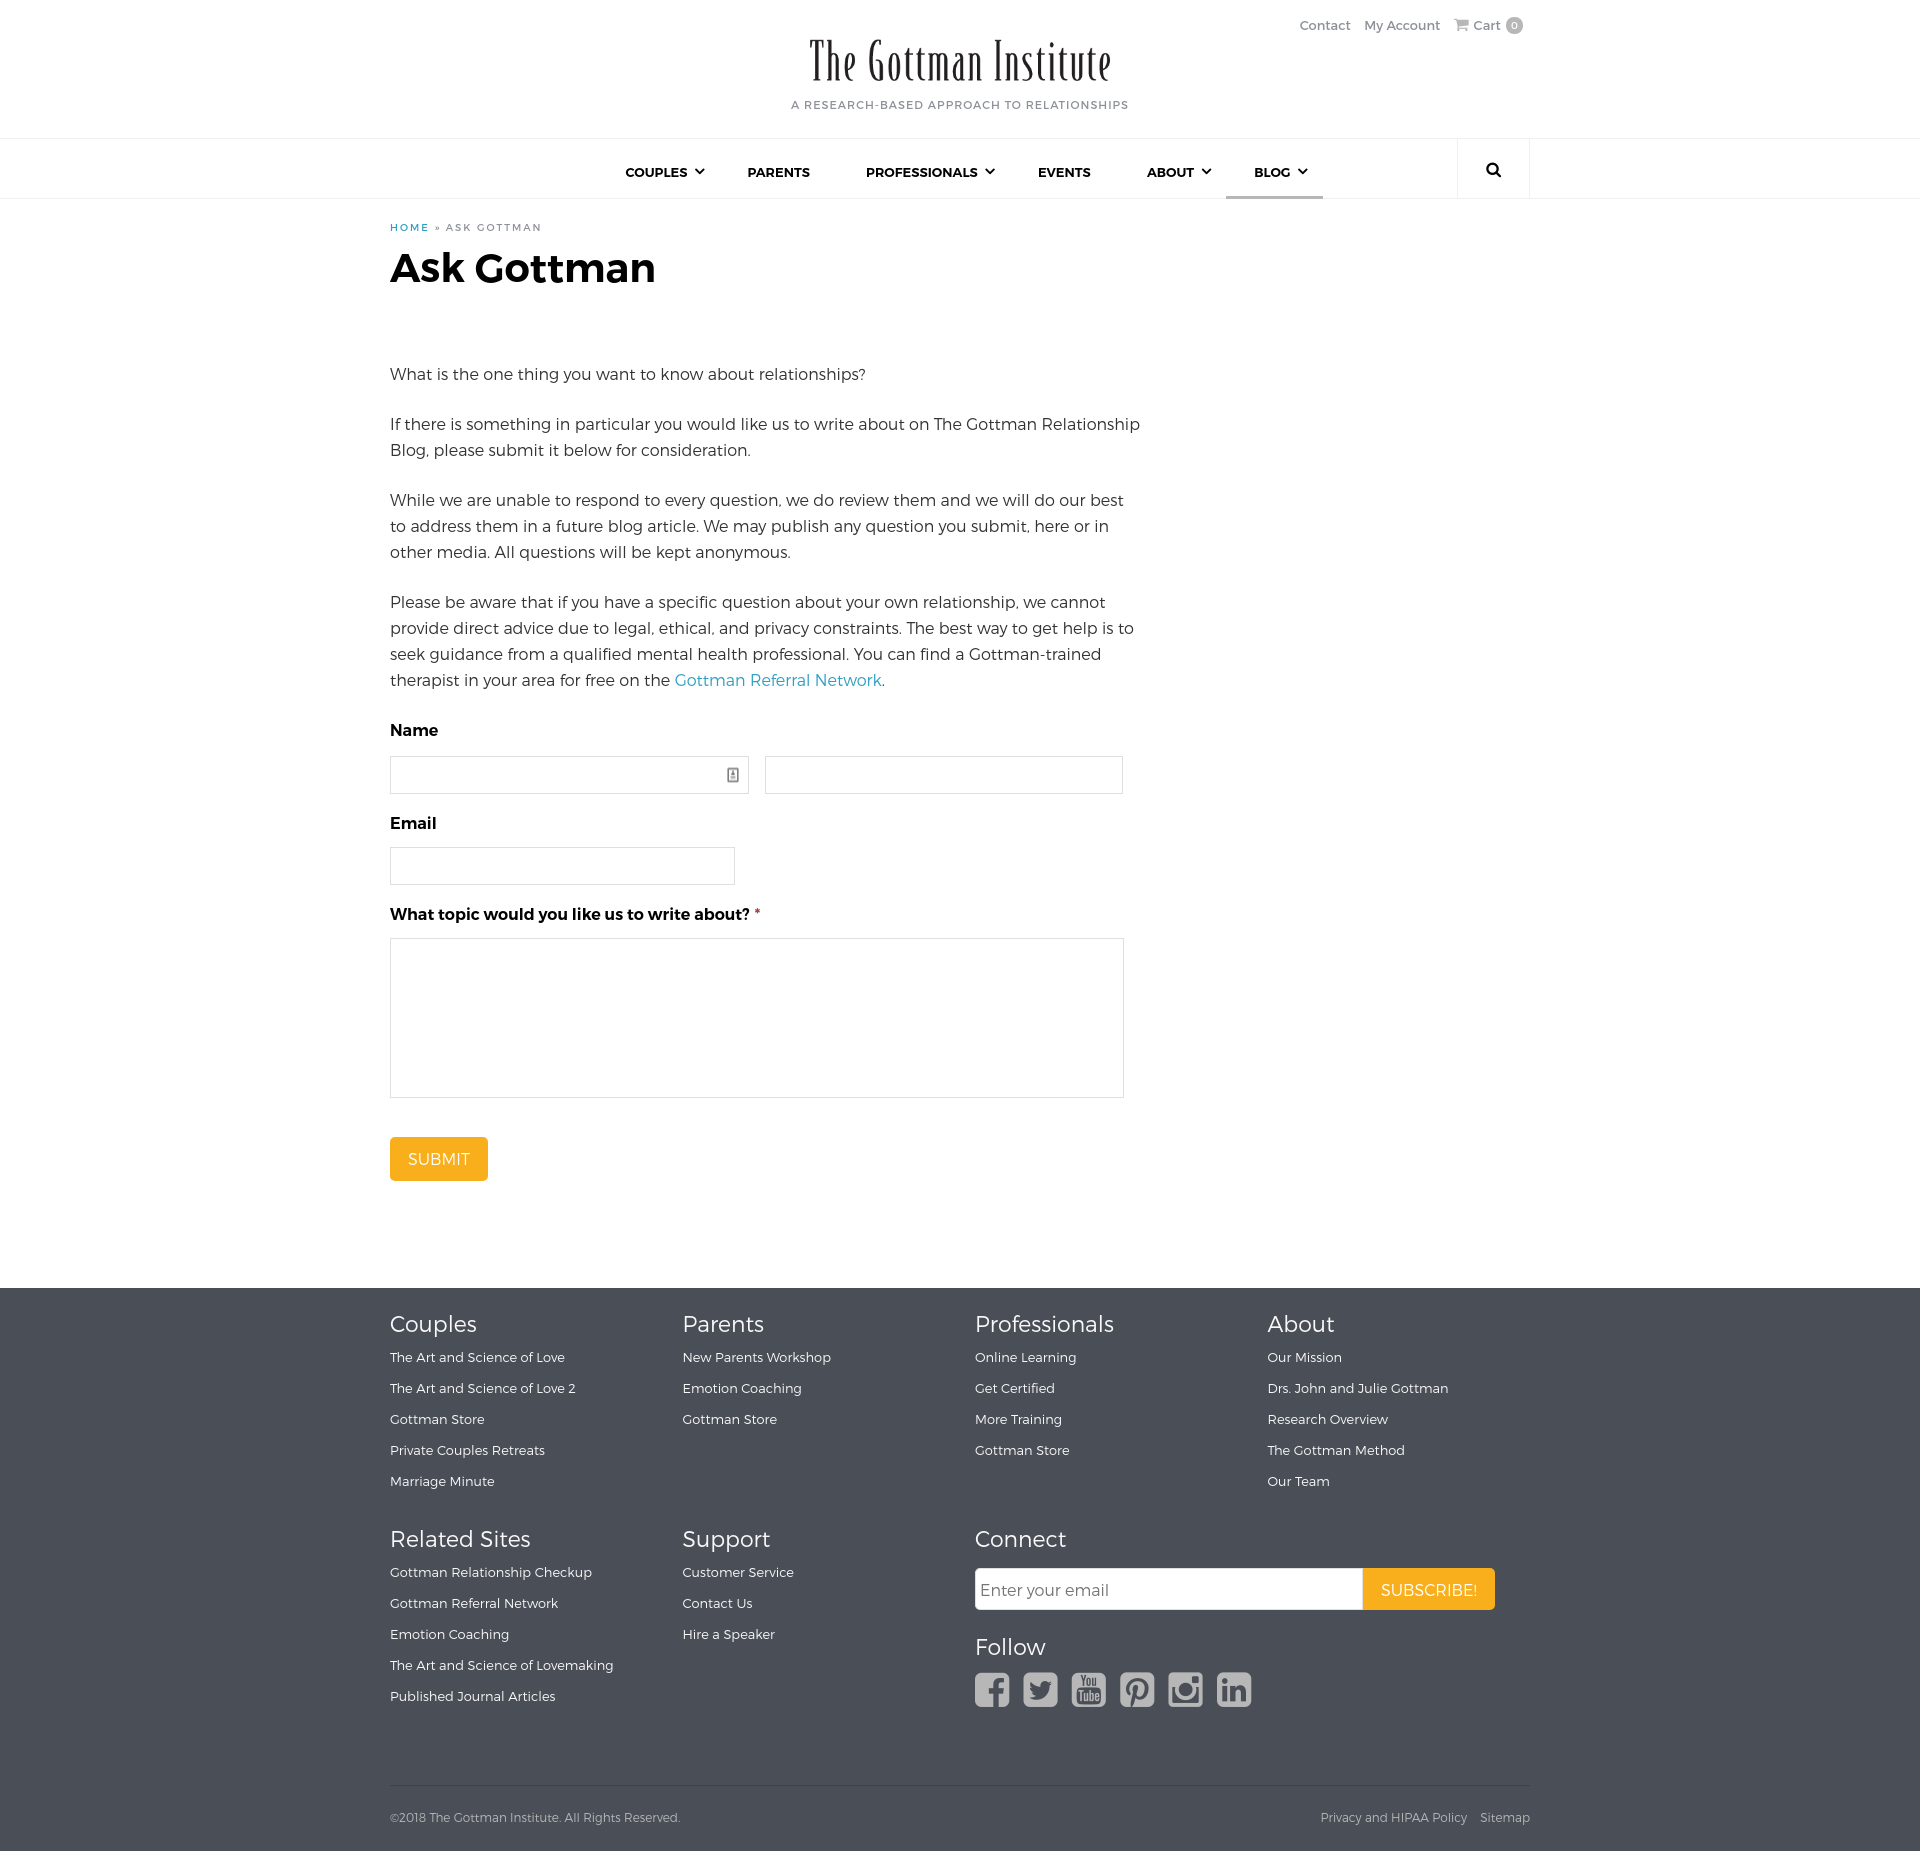 Contact My Account Cart 0
The Gottman Institute
A RESEARCH-BASED APPROACH TO RELATIONSHIPS
COUPLES PARENTS PROFESSIONALS EVENTS ABOUT BLOG
HOME » ASK GOTTMAN
Ask Gottman
What is the one thing you want to know about relationships?
If there is something in particular you would like us to write about on The Gottman Relationship
Blog, please submit it below for consideration.
While we are unable to respond to every question, we do review them and we will do our best
to address them in a future blog article. We may publish any question you submit, here or in
other media. All questions will be kept anonymous.
Please be aware that if you have a specific question about your own relationship, we cannot
provide direct advice due to legal, ethical, and privacy constraints. The best way to get help is to
seek guidance from a qualified mental health professional. You can find a Gottman-trained
therapist in your area for free on the Gottman Referral Network.
Name
Email
What topic would you like us to write about? *
SUBMIT
Couples
The Art and Science of Love
The Art and Science of Love 2
Gottman Store
Private Couples Retreats
Marriage Minute
Parents
New Parents Workshop
Emotion Coaching
Gottman Store
Professionals
Online Learning
Get Certified
More Training
Gottman Store
About
Our Mission
Drs. John and Julie Gottman
Research Overview
The Gottman Method
Our Team
Related Sites
Gottman Relationship Checkup
Gottman Referral Network
Emotion Coaching
The Art and Science of Lovemaking
Published Journal Articles
Support
Customer Service
Contact Us
Hire a Speaker
Connect
Enter your email SUBSCRIBE!
Follow
You
Tube
©2018 The Gottman Institute. All Rights Reserved.
Privacy and HIPAA Policy Sitemap